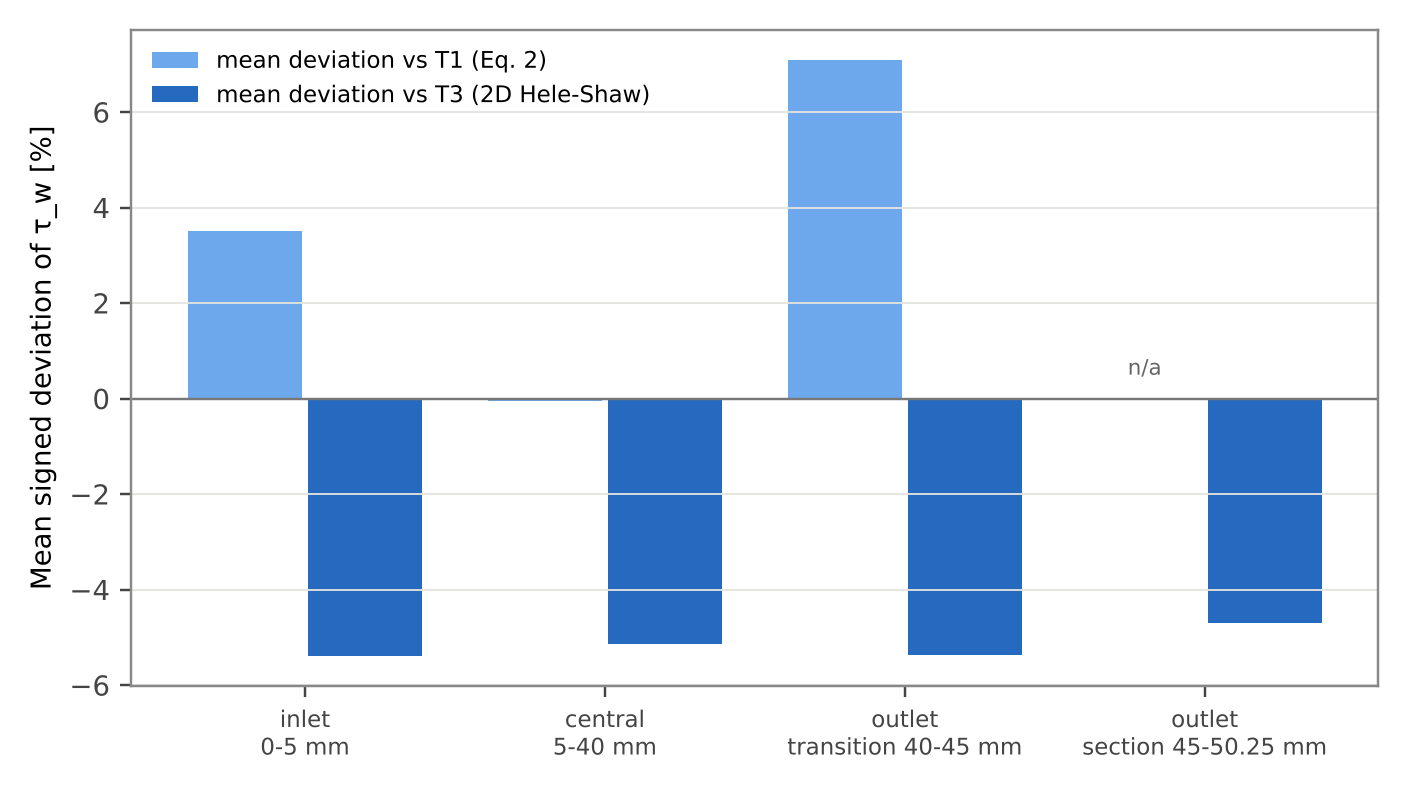 mean deviation vs T1 (Eq. 2)
mean deviation vs T3 (2D Hele-Shaw)
Mean signed deviation of τ_w [%]
6
4
2
0
−2
−4
−6
n/a
inlet
0-5 mm
central
5-40 mm
outlet
transition 40-45 mm
outlet
section 45-50.25 mm